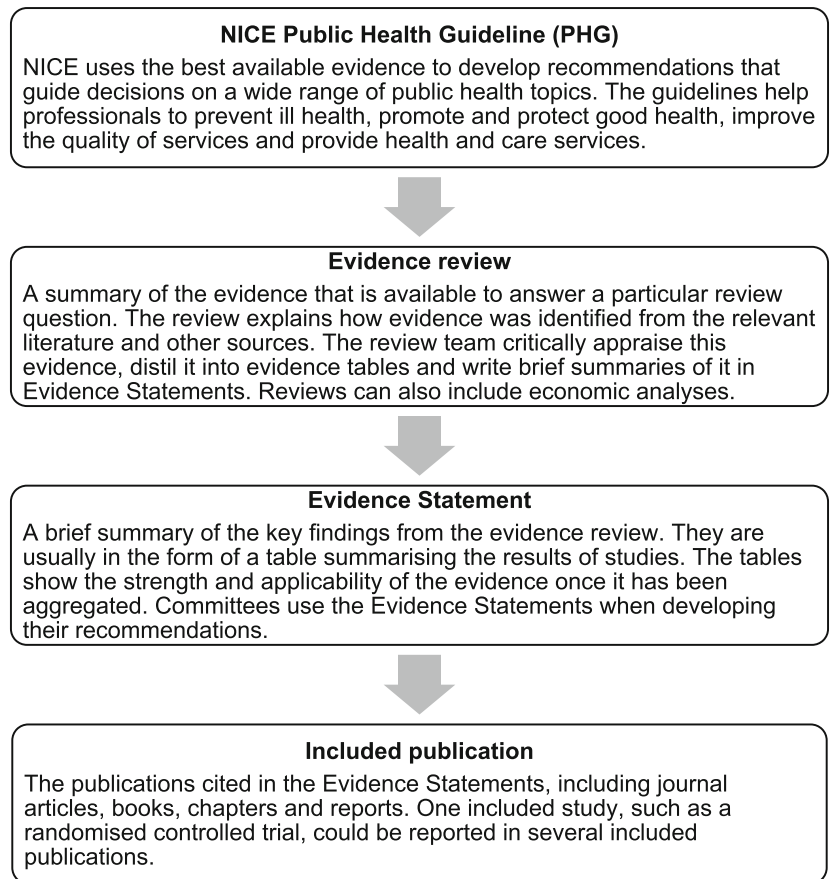 NICE Public Health Guideline (PHG)
NICE uses the best available evidence to develop recommendations that
guide decisions on a wide range of public health topics. The guidelines help
professionals to prevent ill health, promote and protect good health, improve
the quality of services and provide health and care services.
Evidence review
A summary of the evidence that is available to answer a particular review
question. The review explains how evidence was identified from the relevant
literature and other sources. The review team critically appraise this
evidence, distil it into evidence tables and write brief summaries of it in
Evidence Statements. Reviews can also include economic analyses.
Evidence Statement
A brief summary of the key findings from the evidence review. They are
usually in the form of a table summarising the results of studies. The tables
show the strength and applicability of the evidence once it has been
aggregated. Committees use the Evidence Statements when developing
their recommendations.
Included publication
The publications cited in the Evidence Statements, including journal
articles, books, chapters and reports. One included study, such as a
randomised controlled trial, could be reported in several included
publications.